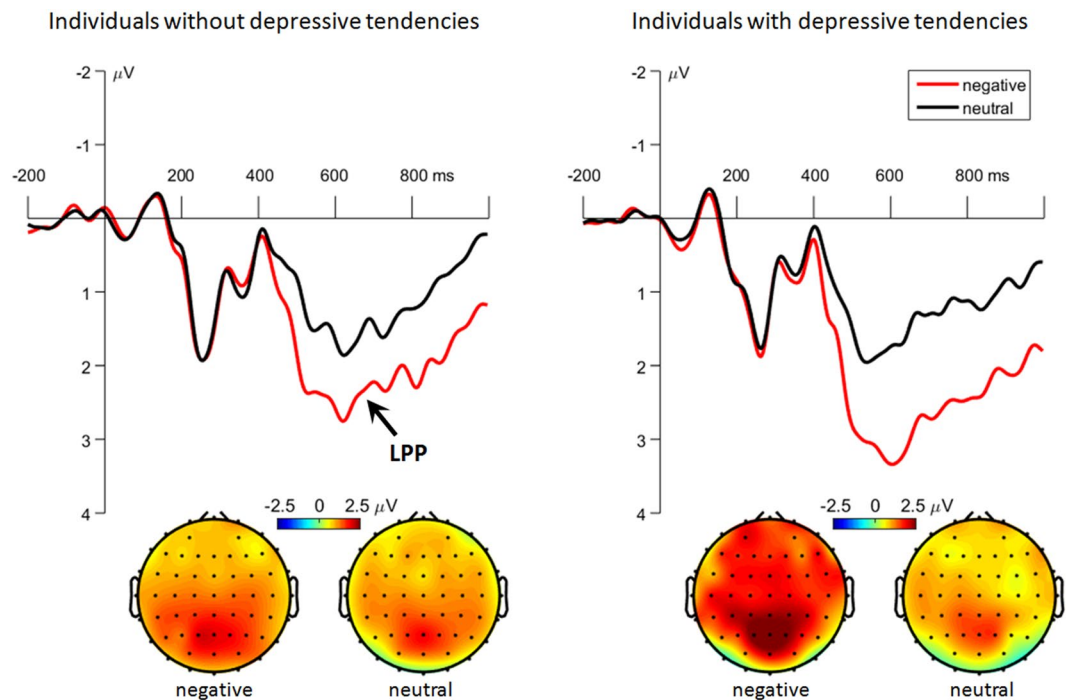 Individuals without depressive tendencies
Individuals with depressive tendencies
-2 μV
-1
-200 200 400 600 800 ms
1
2
3
4
LPP
-2 μV
-1
-200 200 400 600 800 ms
1
2
3
4
negative
neutral
-2.5 0 2.5 μV
-2.5 0 2.5 μV
negative
neutral
negative
neutral